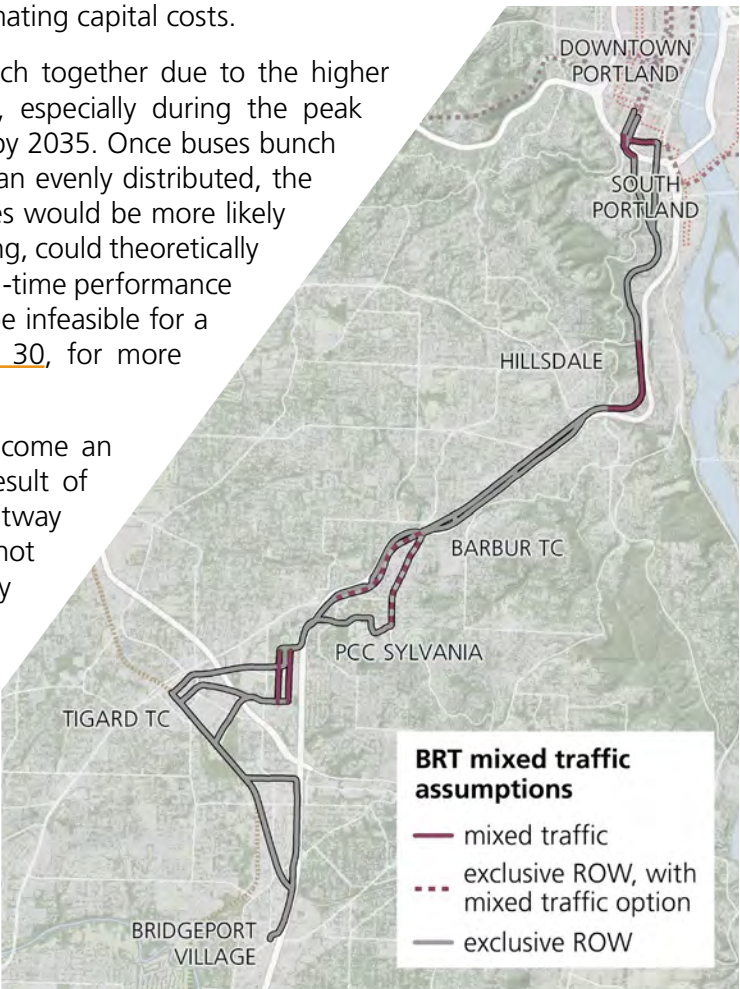 nating capital costs.
ch together due to the higher
, especially during the peak
by 2035. Once buses bunch
an evenly distributed, the
es would be more likely
ng, could theoretically
-time performance
be infeasible for a
30, for more
come an
esult of
tway
not
y
DOWNTOWN
PORTLAND
SOUTH
PORTLAND
HILLSDALE
BARBUR TC
PCC SYLVANIA
TIGARD TC
BRIDGEPORT
VILLAGE
BRT mixed traffic
assumptions
mixed traffic
exclusive ROW, with
mixed traffic option
exclusive ROW